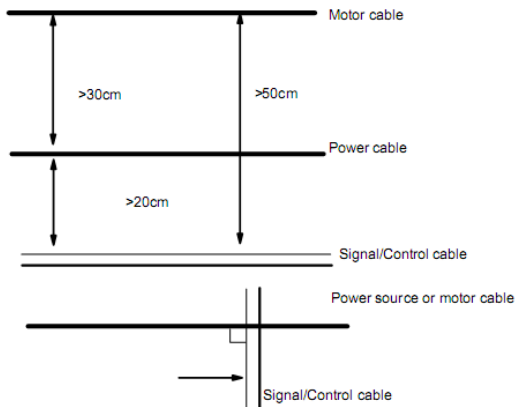 Motor cable
>30cm
>50cm
Power cable
>20cm
Signal/Control cable
Power source or motor cable
Signal/Control cable